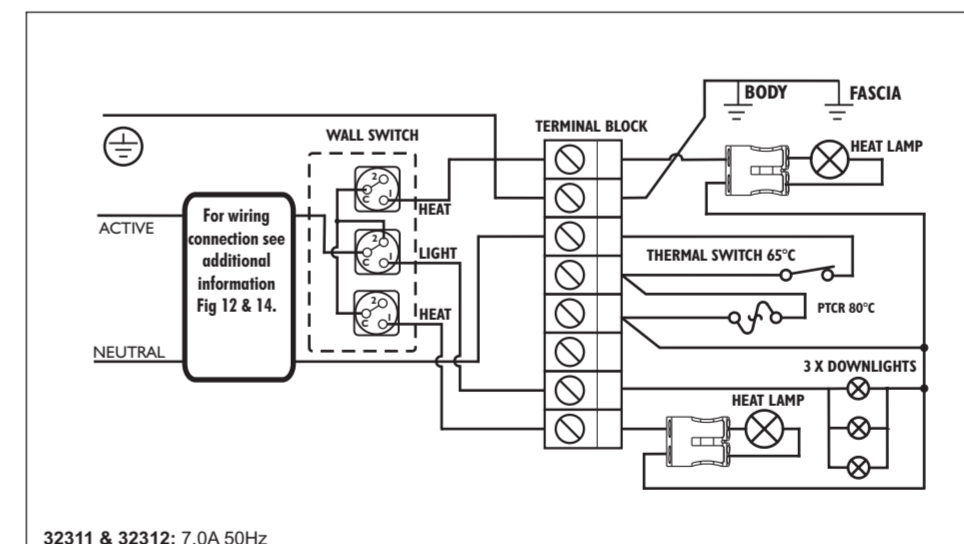 BODY
FASCIA
TERMINAL BLOCK
WALL SWITCH
HEAT LAMP
2
C 1
HEAT
ACTIVE
For wiring
connection see
additional
information
Fig 12 & 14.
2
C 1
LIGHT
THERMAL SWITCH 65°C
2
C 1
HEAT
PTCR 80°C
NEUTRAL
3 X DOWNLIGHTS
HEAT LAMP
32311 & 32312: 7.0A 50Hz